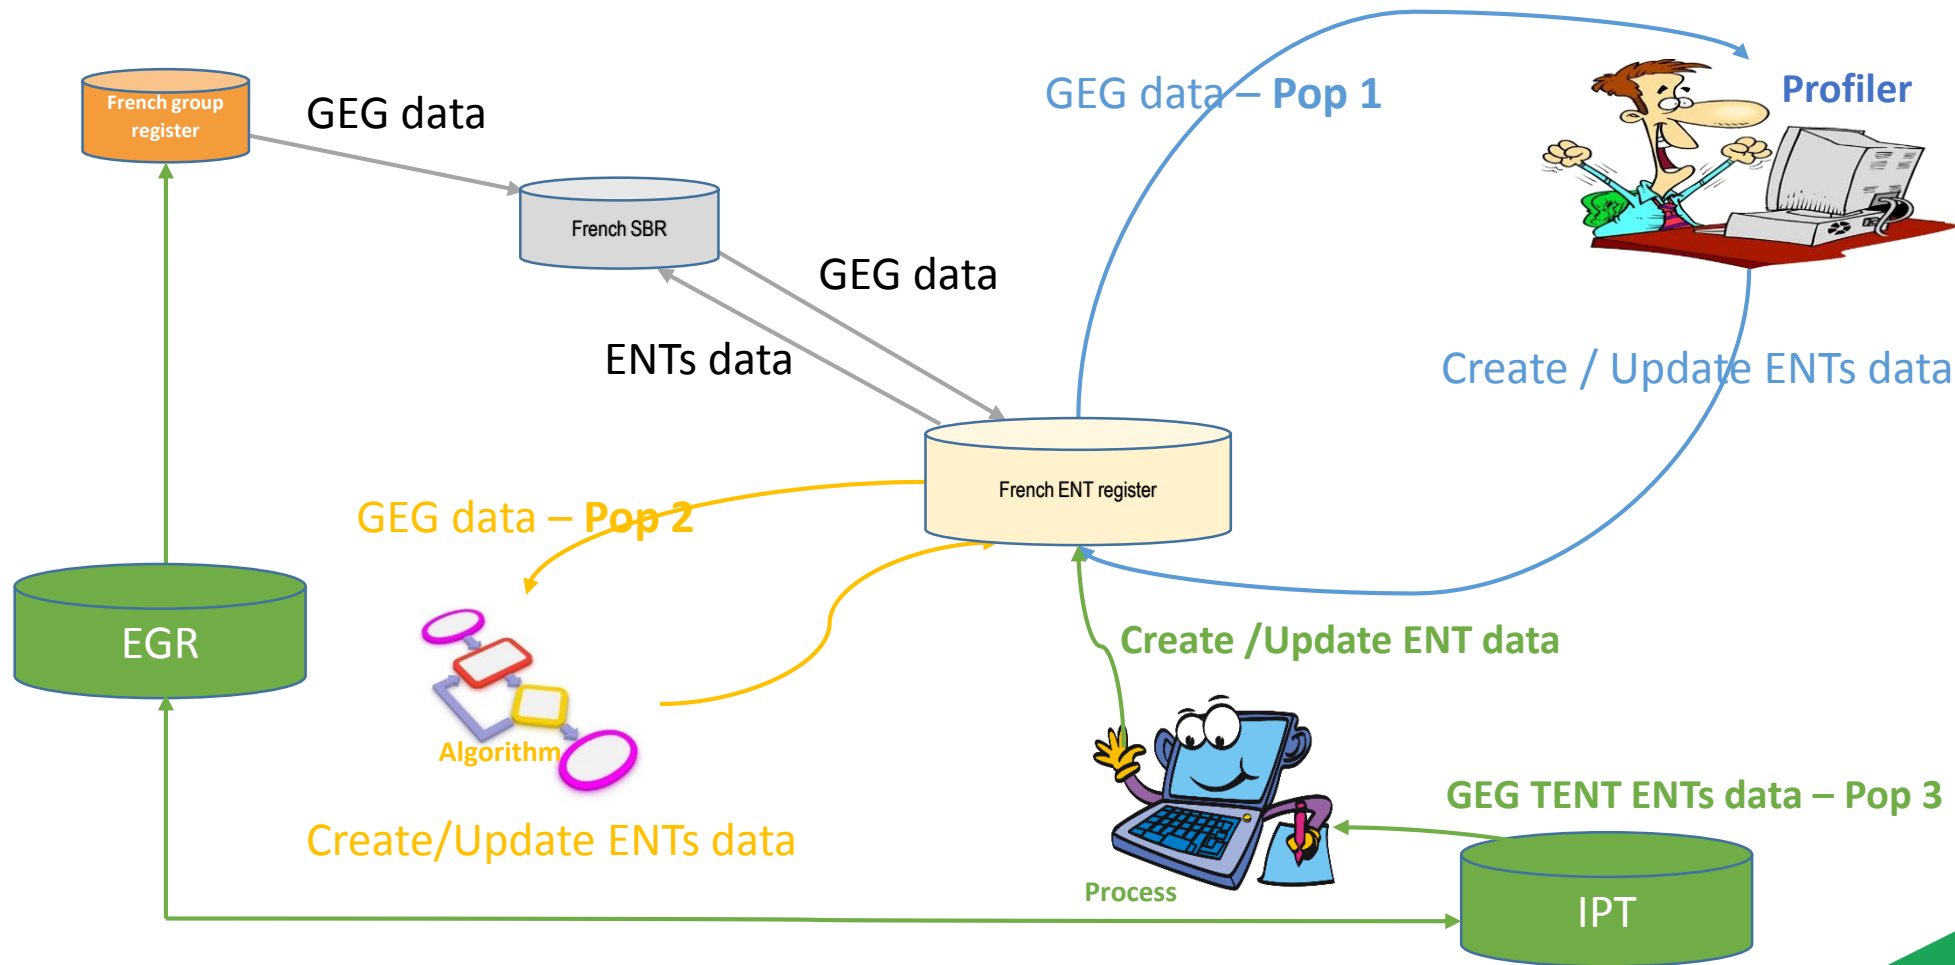 French group
register
GEG data
French SBR
GEG data
ENTs data
GEG data – Pop 1
Profiler
Create / Update ENTs data
French ENT register
GEG data – Pop 2
EGR
Algorithm
Create/Update ENTs data
Create /Update ENT data
Process
GEG TENT ENTs data – Pop 3
IPT